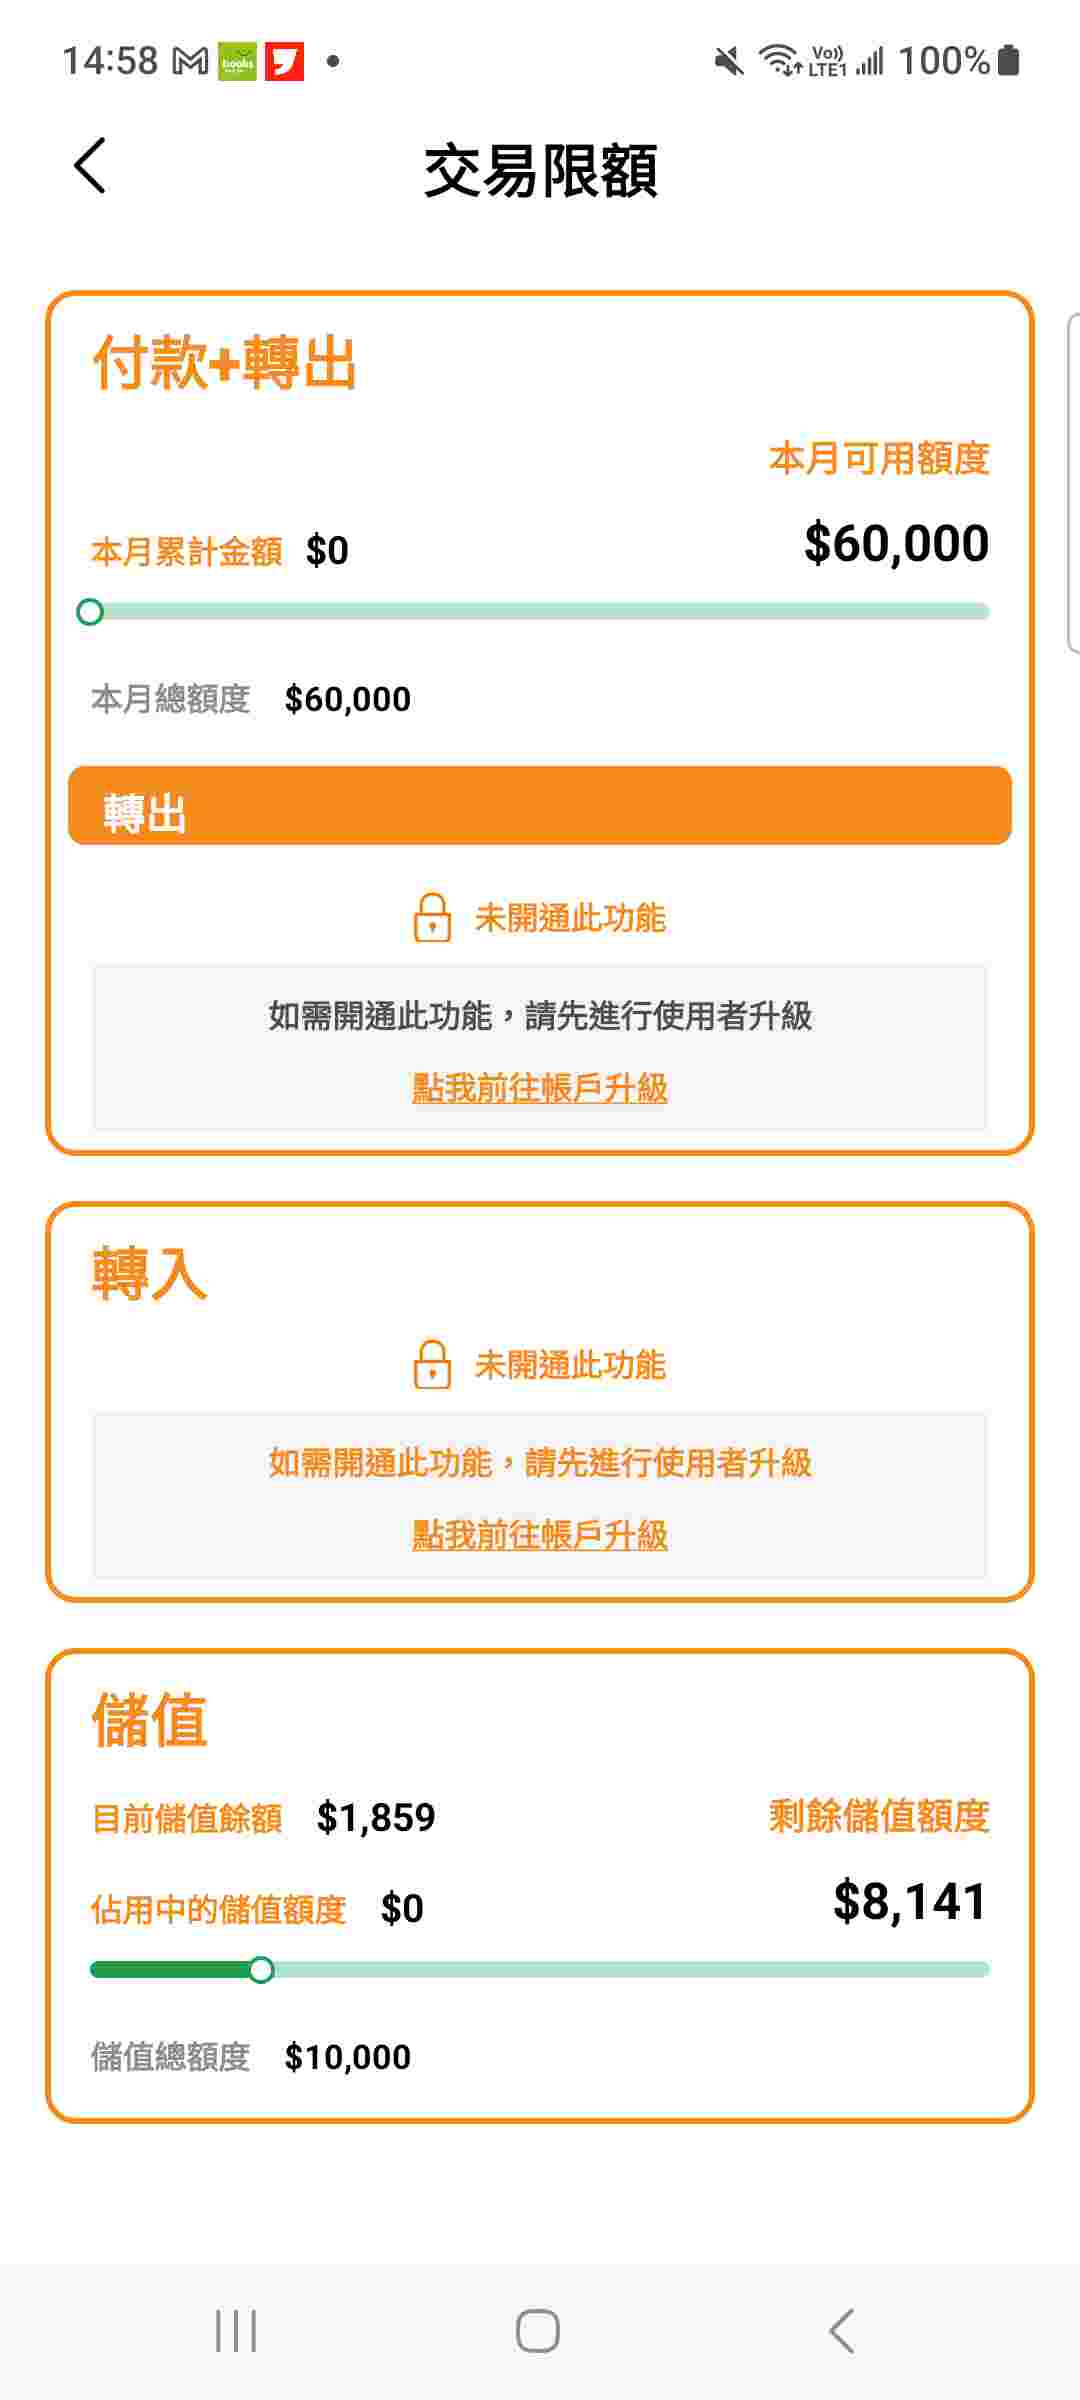 14:58 books Vo)) LTE1 100%
交易限額
付款+轉出
本月可用額度
本月累計金額 $0 $60,000
本月總額度 $60,000
轉出
未開通此功能
如需開通此功能，請先進行使用者升級
點我前往帳戶升級
轉入
未開通此功能
如需開通此功能，請先進行使用者升級
點我前往帳戶升級
儲值
目前儲值餘額 $1,859 剩餘儲值額度
佔用中的儲值額度 $0 $8,141
儲值總額度 $10,000